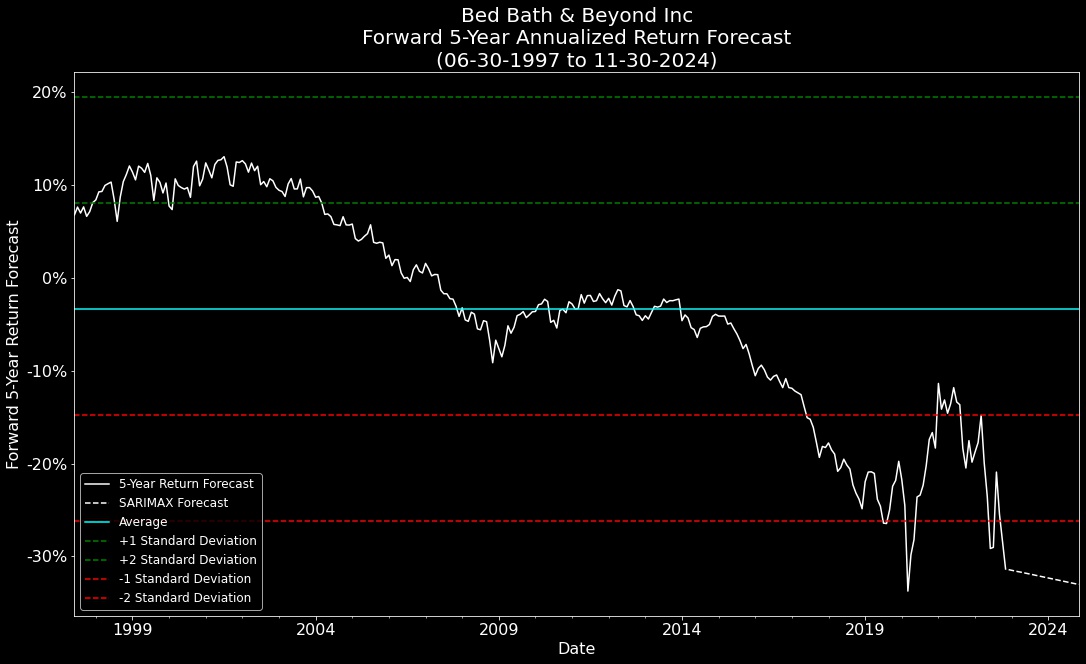 Bed Bath & Beyond Inc
Forward 5-Year Annualized Return Forecast
(06-30-1997 to 11-30-2024)
Forward 5-Year Return Forecast
20%
10%
0%
-10%
-20%
-30%
5-Year Return Forecast
SARIMAX Forecast
Average
+1 Standard Deviation
+2 Standard Deviation
-1 Standard Deviation
-2 Standard Deviation
1999
2004
2009
2014
2019
2024
Date